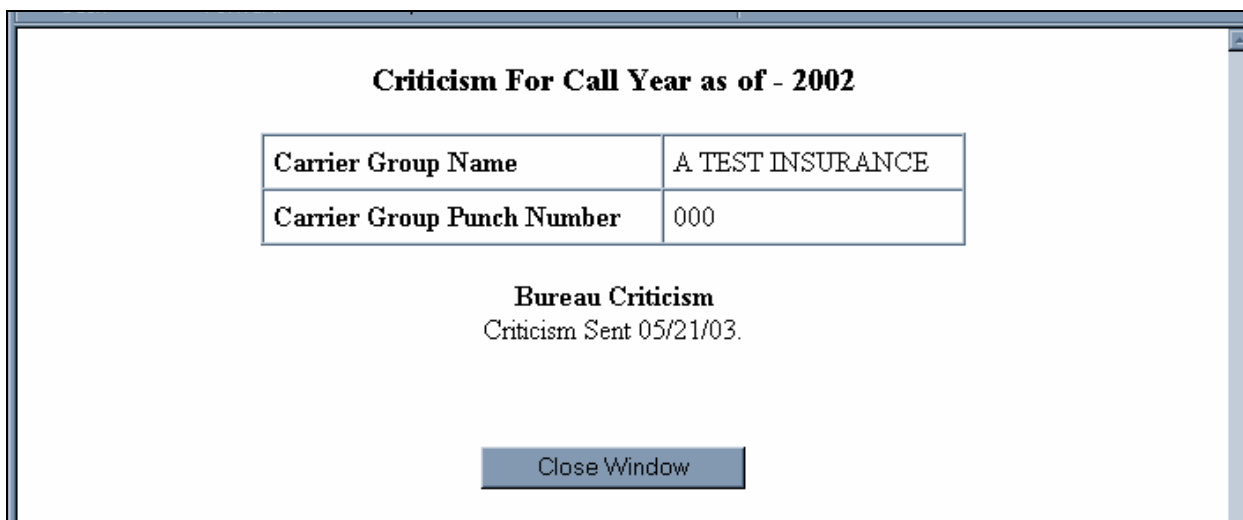 Criticism For Call Year as of - 2002
Carrier Group Name A TEST INSURANCE
Carrier Group Punch Number 000
Bureau Criticism
Criticism Sent 05/21/03.
Close Window